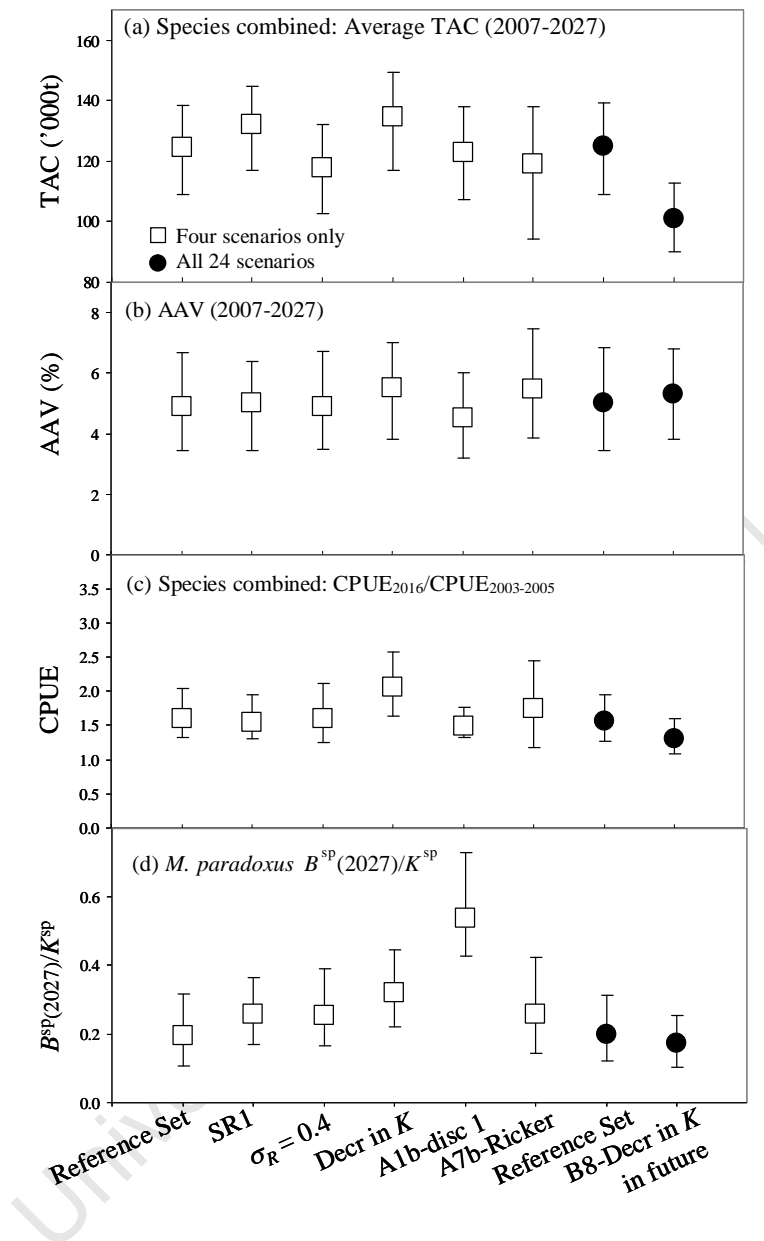 (a) Species combined: Average TAC (2007-2027)
TAC ('000t)
160
140
120
100
80
Four scenarios only
All 24 scenarios
(b) AAV (2007-2027)
AAV (%)
8
6
4
2
0
(c) Species combined: CPUE2016/CPUE2003-2005
CPUE
3.5
3.0
2.5
2.0
1.5
1.0
0.5
0.0
(d) M. paradoxus Bsp(2027)/Ksp
Bsp(2027)/Ksp
0.6
0.4
0.2
0.0
Reference Set
SR1
σR = 0.4
Decr in K
A1b-disc 1
A7b-Ricker
Reference Set
B8-Decr in K
in future